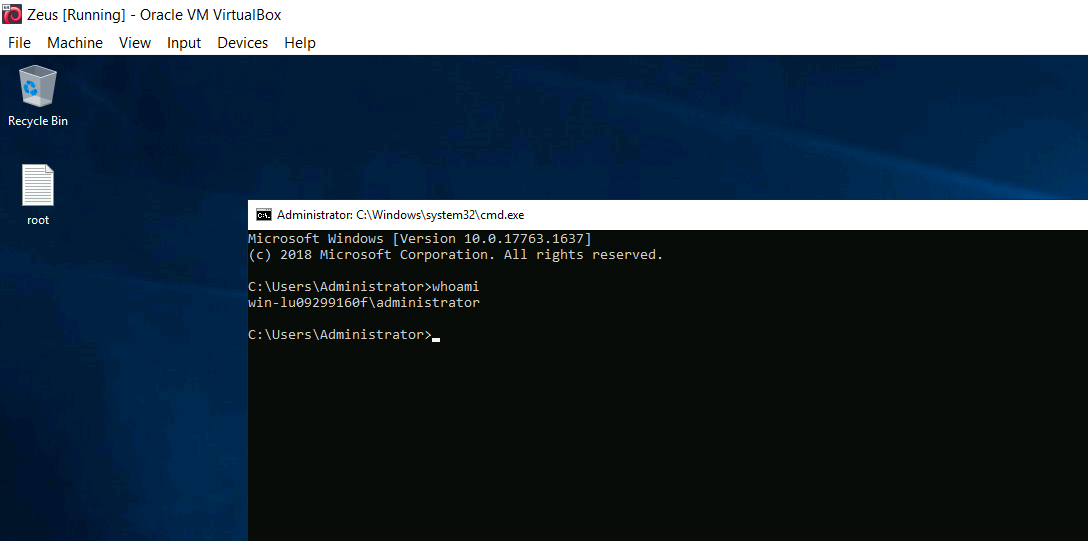 Zeus [Running] - Oracle VM VirtualBox
File Machine View Input Devices Help
Recycle Bin
root
Administrator: C:\Windows\system32\cmd.exe
Microsoft Windows [Version 10.0.17763.1637]
(c) 2018 Microsoft Corporation. All rights reserved.
C:\Users\Administrator>whoami
win-lu09299160f\administrator
C:\Users\Administrator>